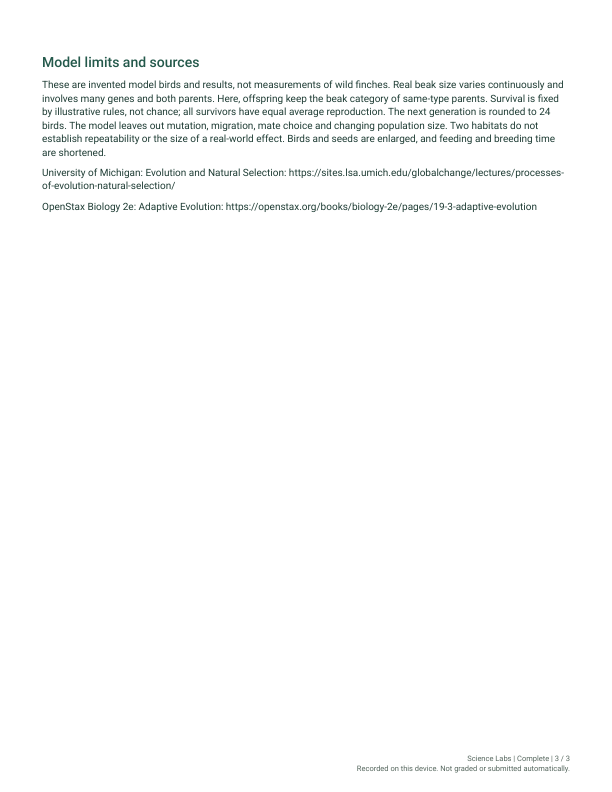 Model limits and sources
These are invented model birds and results, not measurements of wild finches. Real beak size varies continuously and
involves many genes and both parents. Here, offspring keep the beak category of same-type parents. Survival is fixed
by illustrative rules, not chance; all survivors have equal average reproduction. The next generation is rounded to 24
birds. The model leaves out mutation, migration, mate choice and changing population size. Two habitats do not
establish repeatability or the size of a real-world effect. Birds and seeds are enlarged, and feeding and breeding time
are shortened.
University of Michigan: Evolution and Natural Selection: https://sites.lsa.umich.edu/globalchange/lectures/processes-
of-evolution-natural-selection/
OpenStax Biology 2e: Adaptive Evolution: https://openstax.org/books/biology-2e/pages/19-3-adaptive-evolution
Science Labs | Complete | 3 / 3
Recorded on this device. Not graded or submitted automatically.